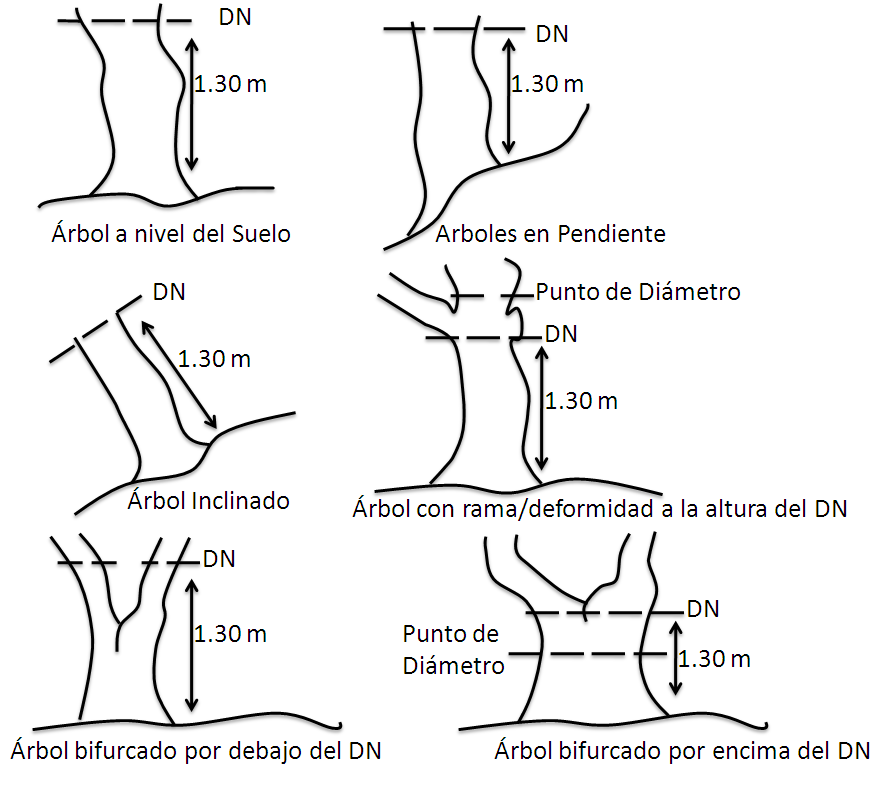 DN
1.30 m
Árbol a nivel del Suelo
DN
1.30 m
Arboles en Pendiente
DN
1.30 m
Árbol Inclinado
Punto de Diámetro
DN
1.30 m
Árbol con rama/deformidad a la altura del DN
DN
1.30 m
Árbol bifurcado por debajo del DN
DN
Punto de
Diámetro
1.30 m
Árbol bifurcado por encima del DN